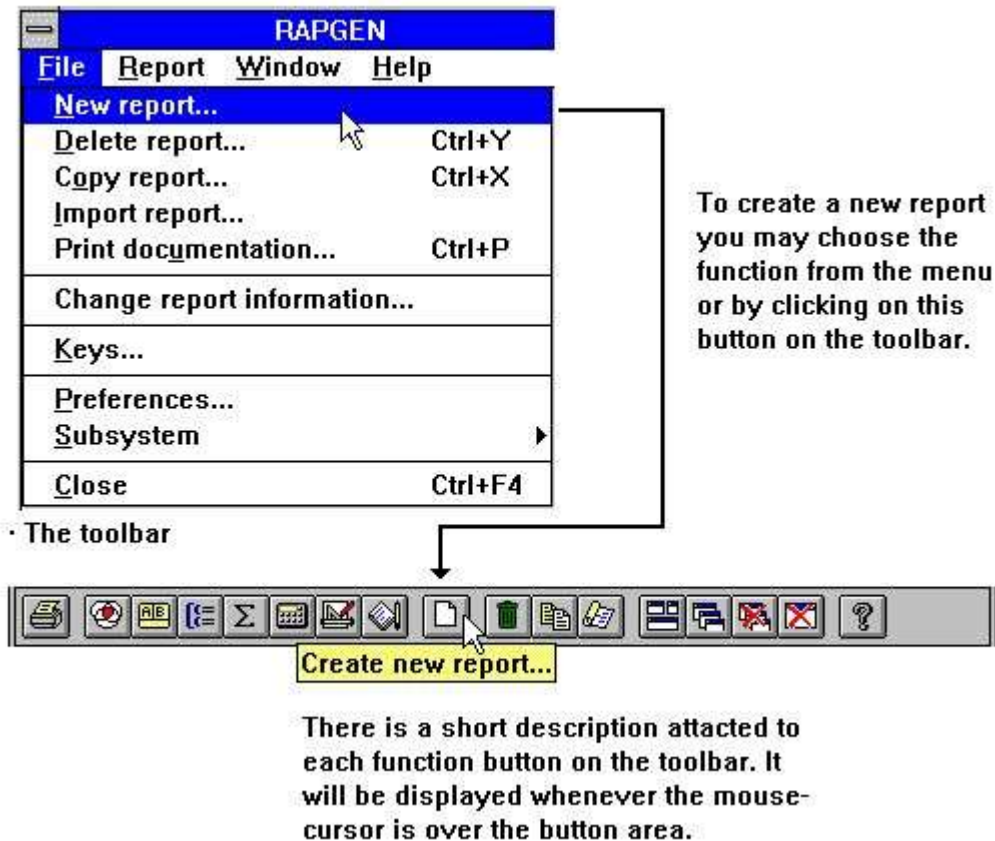 RAPGEN
File Report Window Help
New report...
Delete report... Ctrl+Y
Copy report... Ctrl+X
Import report...
Print documentation... Ctrl+P
Change report information...
Keys...
Preferences...
Subsystem
Close Ctrl+F4
To create a new report
you may choose the
function from the menu
or by clicking on this
button on the toolbar.
· The toolbar
A B
Σ
?
Create new report...
There is a short description attacted to
each function button on the toolbar. It
will be displayed whenever the mouse-
cursor is over the button area.